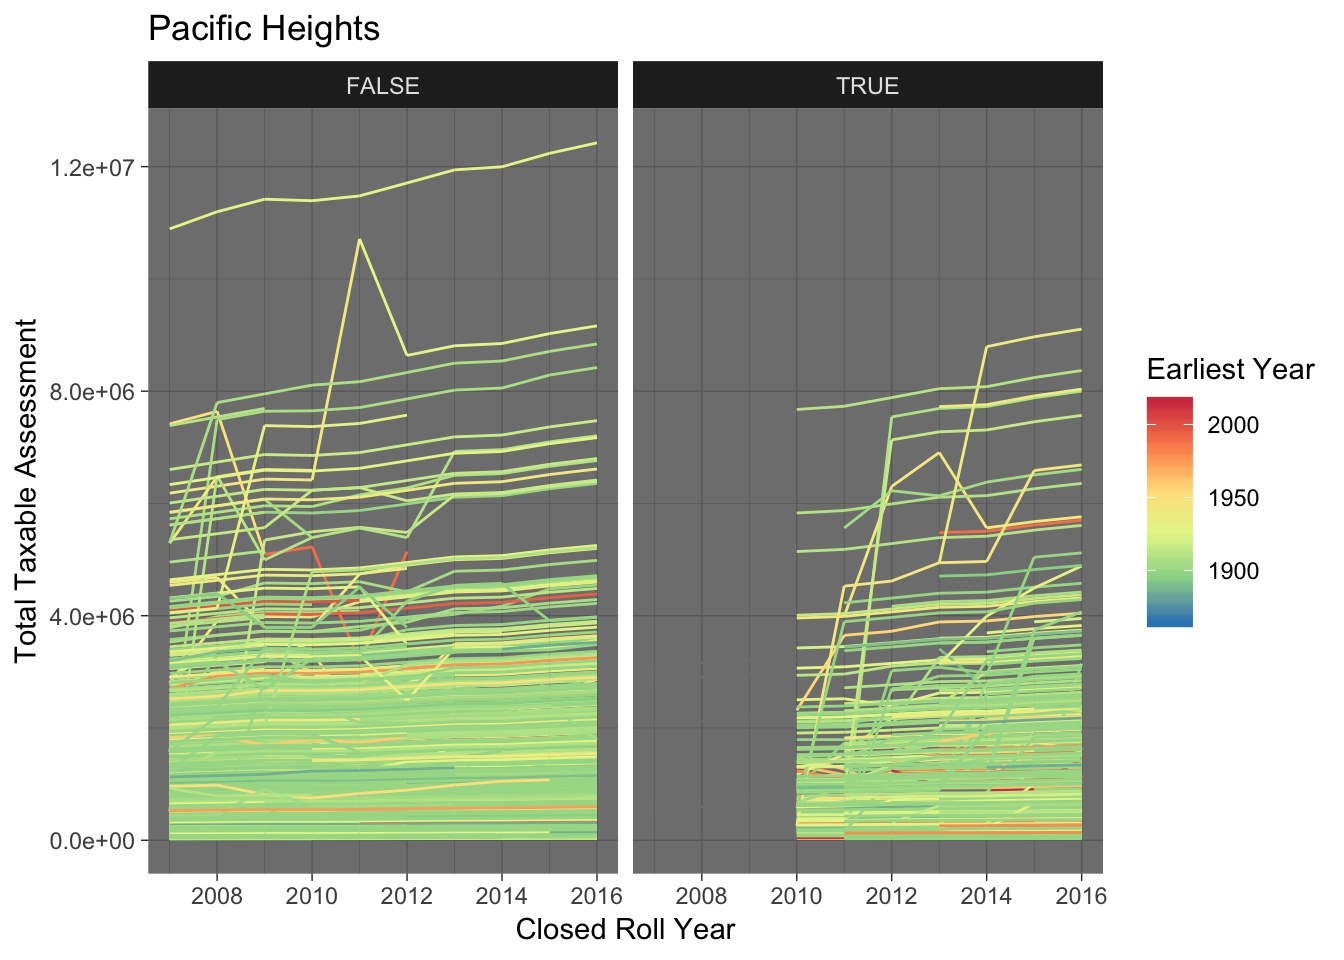 Pacific Heights
FALSE
TRUE
1.2e+07
8.0e+06
4.0e+06
0.0e+00
Total Taxable Assessment
2008
2010
2012
2014
2016
2008
2010
2012
2014
2016
Closed Roll Year
Earliest Year
2000
1950
1900